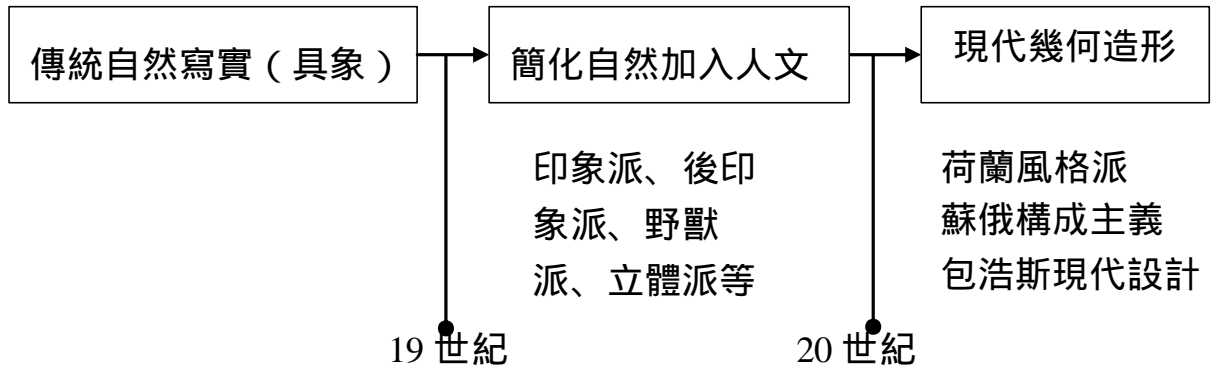 傳統自然寫實（具象）
簡化自然加入人文
現代幾何造形
印象派、後印
象派、野獸
派、立體派等
荷蘭風格派
蘇俄構成主義
包浩斯現代設計
19 世紀
20 世紀